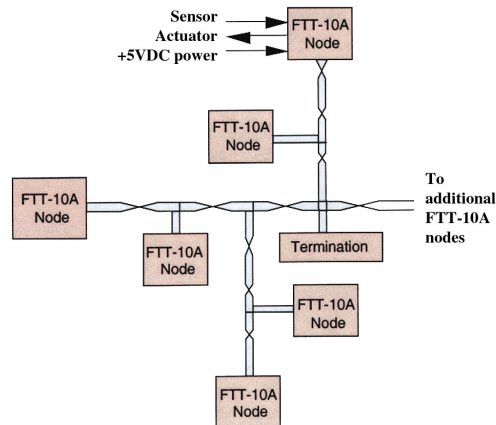 Sensor
Actuator
+5VDC power
FTT-10A
Node
FTT-10A
Node
FTT-10A
Node
To
additional
FTT-10A
nodes
FTT-10A
Node
Termination
FTT-10A
Node
FTT-10A
Node